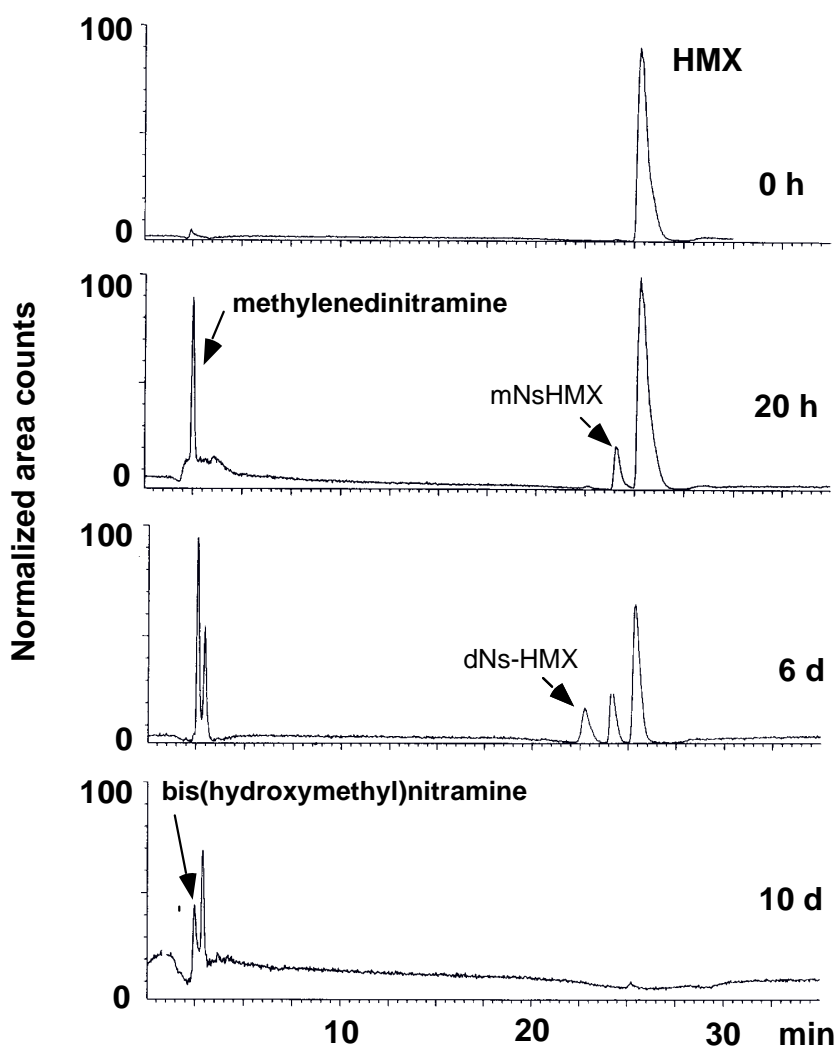 100
HMX
0 h
0
100
methylenedinitramine
mNsHMX
20 h
0
Normalized area counts
100
dNs-HMX
6 d
0
100
bis(hydroxymethyl)nitramine
10 d
0
10 20 30 min